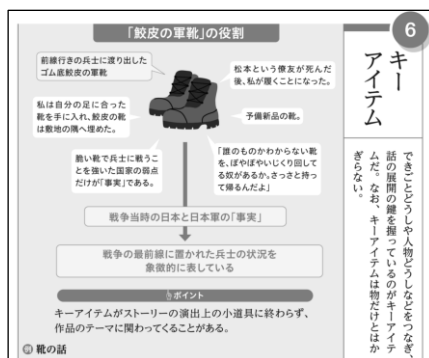 6
キーアイテム
できごとどうしや人物どうしなどをつなぎ、
話の展開の鍵を握っているのがキーアイテ
ムだ。なお、キーアイテムは物だけとはか
ぎらない。
「鮫皮の軍靴」の役割
前線行きの兵士に渡り出した
ゴム底鮫皮の軍靴
松本という僚友が死んだ
後、私が履くことになった。
私は自分の足に合った
靴を手に入れ、鮫皮の靴
は敷地の隅へ埋めた。
予備新品の靴。
脆い靴で兵士に戦うこ
とを強いた国家の弱点
だけが「事実」である。
「誰のものかわからない靴
を、ぼやぼやいじくり回して
る奴があるか。さっさと持っ
て帰るんだよ」
戦争当時の日本と日本軍の「事実」
戦争の最前線に置かれた兵士の状況を
象徴的に表している
ポイント
キーアイテムがストーリーの演出上の小道具に終わらず、
作品のテーマに関わってくることがある。
例 靴の話